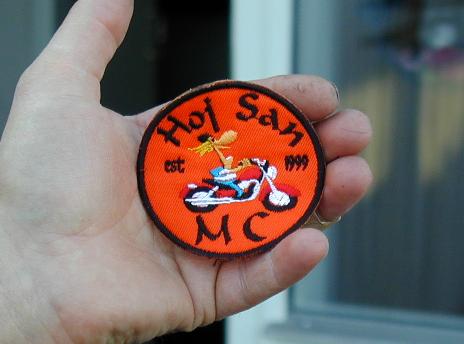 Hoj San
est. 1999
MC